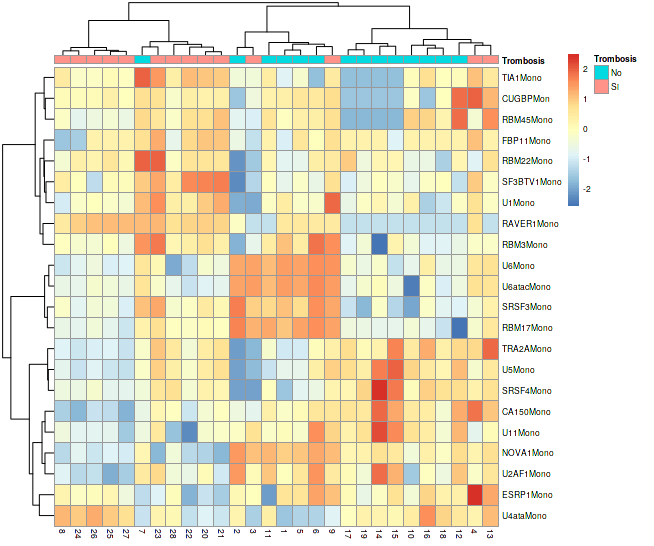 Trombosis
TIA1Mono
CUGBPMon
RBM45Mono
FBP11Mono
RBM22Mono
SF3BTV1Mono
U1Mono
RAVER1Mono
RBM3Mono
U6Mono
U6atacMono
SRSF3Mono
RBM17Mono
TRA2AMono
U5Mono
SRSF4Mono
CA150Mono
U11Mono
NOVA1Mono
U2AF1Mono
ESRP1Mono
U4ataMono
8 24 26 25 27 7 23 28 22 20 21 2 3 11 1 5 6 9 17 19 14 15 10 16 18 12 4 13
2
1
0
-1
-2
Trombosis
No
SI